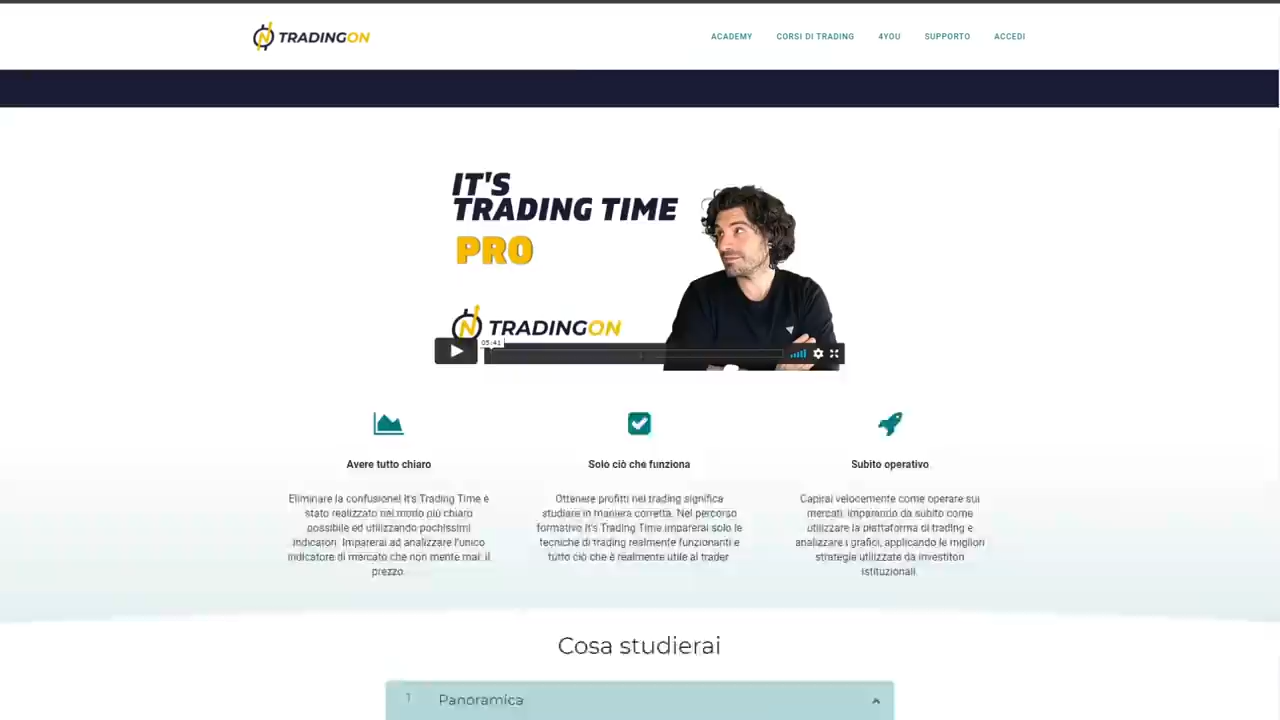 TRADINGON
ACADEMY CORSI DI TRADING 4YOU SUPPORTO ACCEDI
IT'S
TRADING TIME
PRO
TRADINGON
05:41
Avere tutto chiaro
Eliminare la confusione! It's Trading Time è
stato realizzato nel modo più chiaro
possibile ed utilizzando pochissimi
indicatori. Imparerai ad analizzare l'unico
indicatore di mercato che non mente mai: il
prezzo.
Solo ciò che funziona
Ottenere profitti nel trading significa
studiare in maniera corretta. Nel percorso
formativo It's Trading Time imparerai solo le
tecniche di trading realmente funzionanti e
tutto ciò che è realmente utile al trader
Subito operativo
Capirai velocemente come operare sui
mercati, imparando da subito come
utilizzare la piattaforma di trading e
analizzare i grafici, applicando le migliori
strategie utilizzate da investitori
istituzionali.
Cosa studierai
1 Panoramica